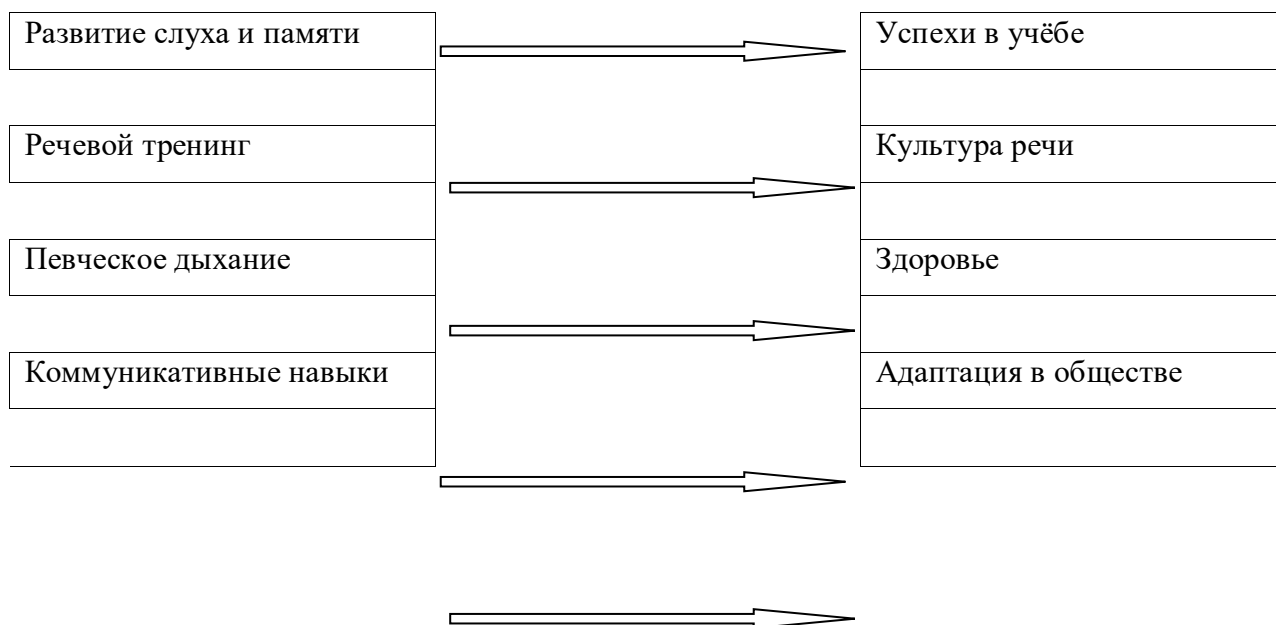 Развитие слуха и памяти
Успехи в учёбе
Речевой тренинг
Культура речи
Певческое дыхание
Здоровье
Коммуникативные навыки
Адаптация в обществе